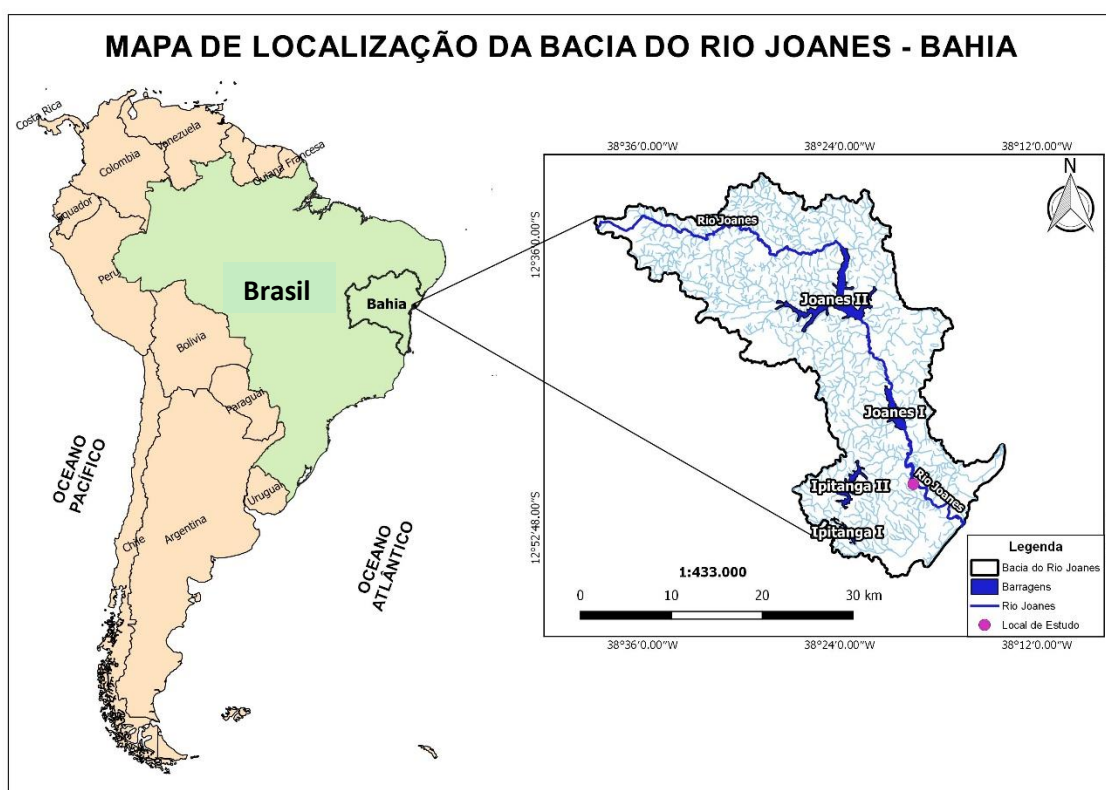 MAPA DE LOCALIZAÇÃO DA BACIA DO RIO JOANES - BAHIA
Costa Rica
Venezuela
Colombia
Guiana Francesa
Equador
Peru
Brasil
Bahia
Bolívia
Paraguai
Uruguai
Chile
Argentina
OCEANO
PACÍFICO
OCEANO
ATLÂNTICO
38°36'0.00"W
38°24'0.00"W
38°12'0.00"W
12°36'0.00"S
12°52'48.00"S
N
Rio Joanes
Joanes II
Joanes I
Ipitanga II
Rio Joanes
Ipitanga I
1:433.000
0
10
20
30 km
Legenda
Bacia do Rio Joanes
Barragens
Rio Joanes
Local de Estudo
38°36'0.00"W
38°24'0.00"W
38°12'0.00"W